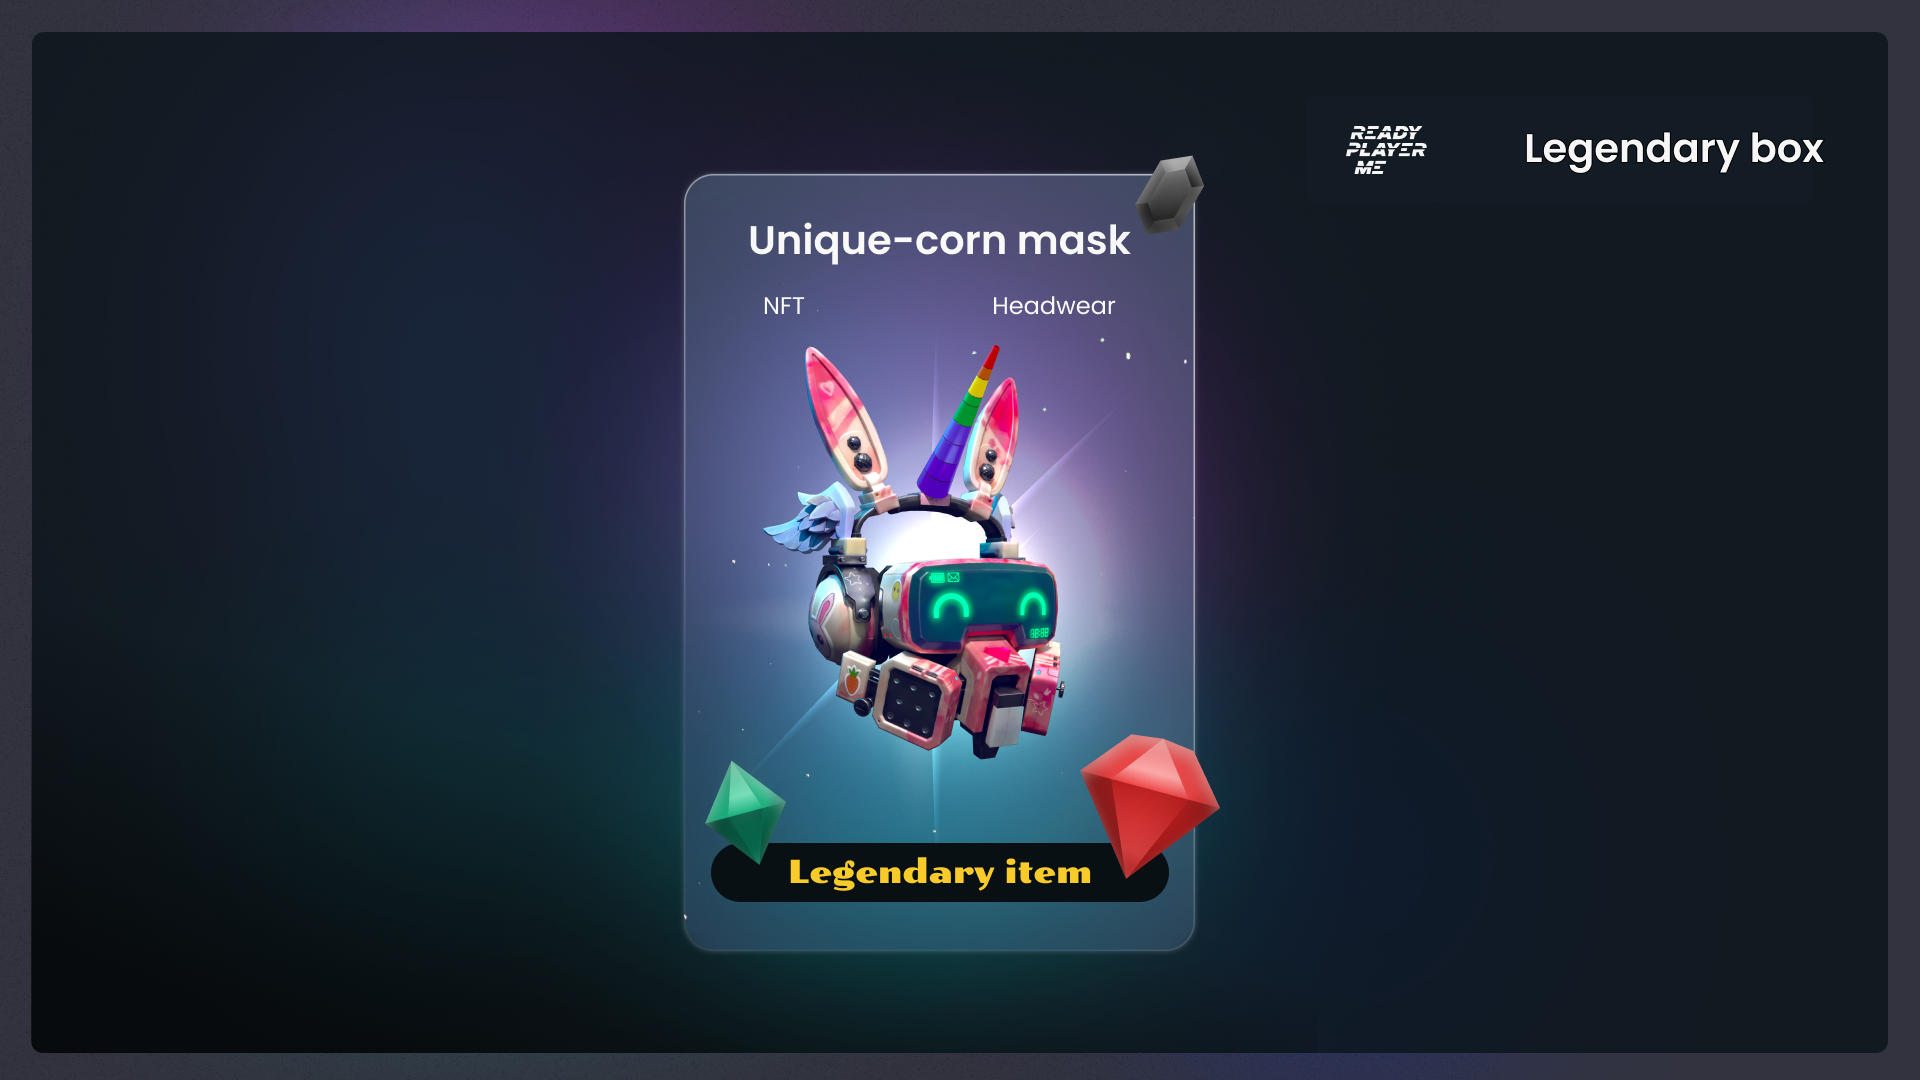 READY
PLAYER
ME
Legendary box
Unique-corn mask
NFT
Headwear
Legendary item